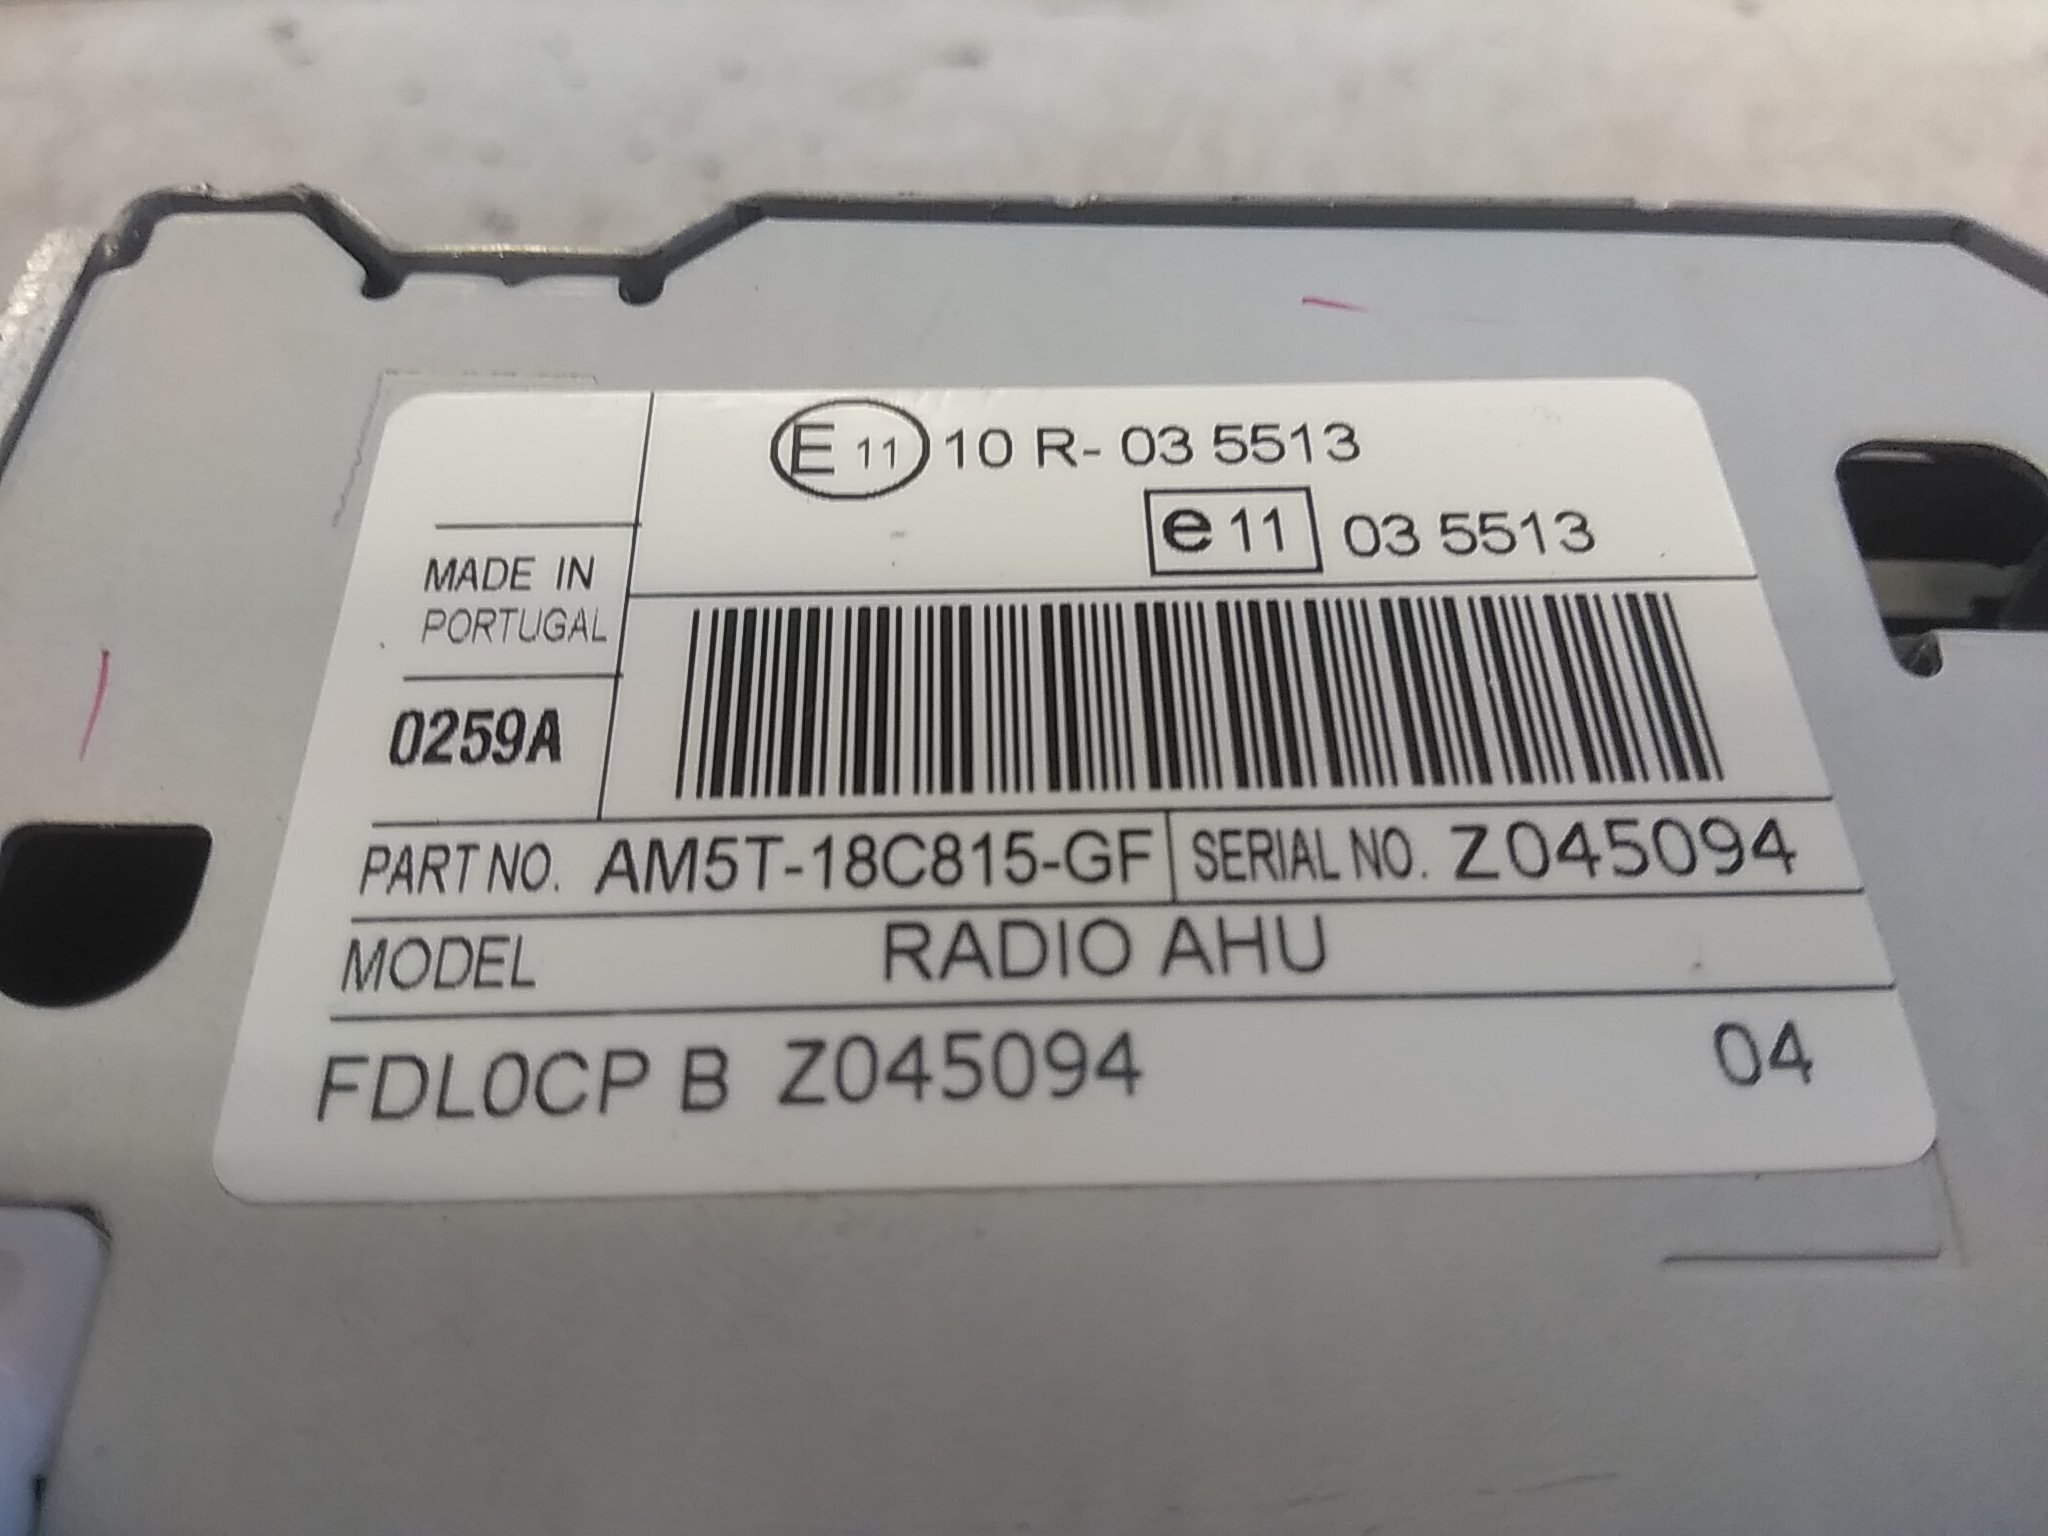 E 11 10 R- 03 5513
e 11 03 5513
MADE IN
PORTUGAL
0259A
PART NO. AM5T-18C815-GF SERIAL NO. Z045094
MODEL RADIO AHU
FDL0CP B Z045094 04